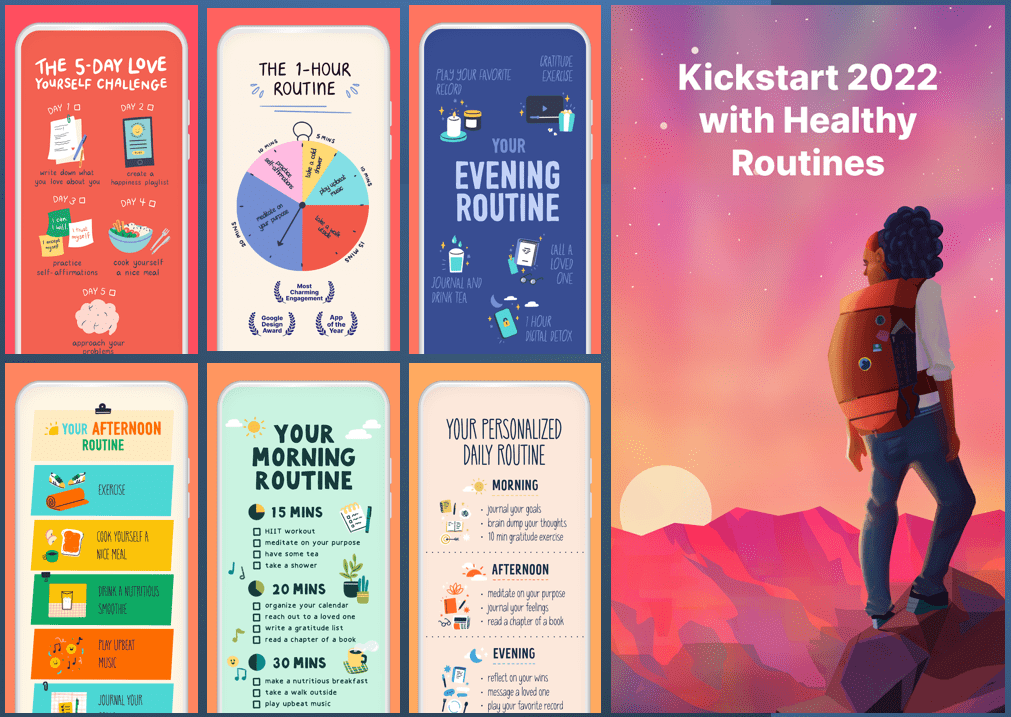 THE 5-DAY LOVE
YOURSELF CHALLENGE
DAY 1
DAY 2
write down what
you love about you
create a
happiness playlist
DAY 3
DAY 4
I can
I will
I accept
myself
I trust
myself
practice
self-affirmations
cook yourself
a nice meal
DAY 5
approach your
problems
THE 1-HOUR
ROUTINE
10 MINS
5 MINS
10 MINS
15 MINS
20 MINS
practice
self-affirmations
take a cold
shower
play upbeat
music
take a walk
outside
meditate on
your purpose
Most
Charming
Engagement
Google
Design
Award
App
of the
Year
PLAY YOUR FAVORITE
RECORD
GRATITUDE
EXERCISE
YOUR
EVENING
ROUTINE
JOURNAL AND
DRINK TEA
CALL A
LOVED
ONE
1 HOUR
DIGITAL DETOX
Kickstart 2022
with Healthy
Routines
YOUR AFTERNOON
ROUTINE
EXERCISE
COOK YOURSELF A
NICE MEAL
DRINK A NUTRITIOUS
SMOOTHIE
PLAY UPBEAT
MUSIC
JOURNAL YOUR
YOUR
MORNING
ROUTINE
15 MINS
HIIT workout
meditate on your purpose
have some tea
take a shower
20 MINS
organize your calendar
reach out to a loved one
write a gratitude list
read a chapter of a book
30 MINS
make a nutritious breakfast
take a walk outside
play upbeat music
YOUR PERSONALIZED
DAILY ROUTINE
MORNING
• journal your goals
• brain dump your thoughts
• 10 min gratitude exercise
AFTERNOON
• meditate on your purpose
• journal your feelings
• read a chapter of a book
EVENING
• reflect on your wins
• message a loved one
• play your favorite record